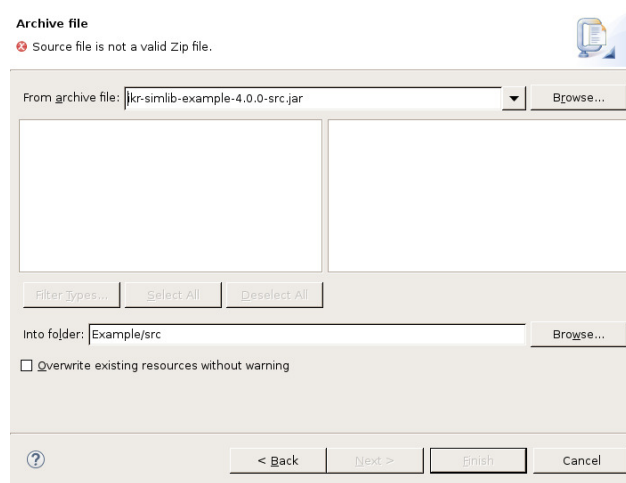 Archive file
Source file is not a valid Zip file.
From archive file: jkr-simlib-example-4.0.0-src.jar Browse...
Filter Types... Select All Deselect All
Into folder: Example/src Browse...
Overwrite existing resources without warning
? < Back Next > Finish Cancel